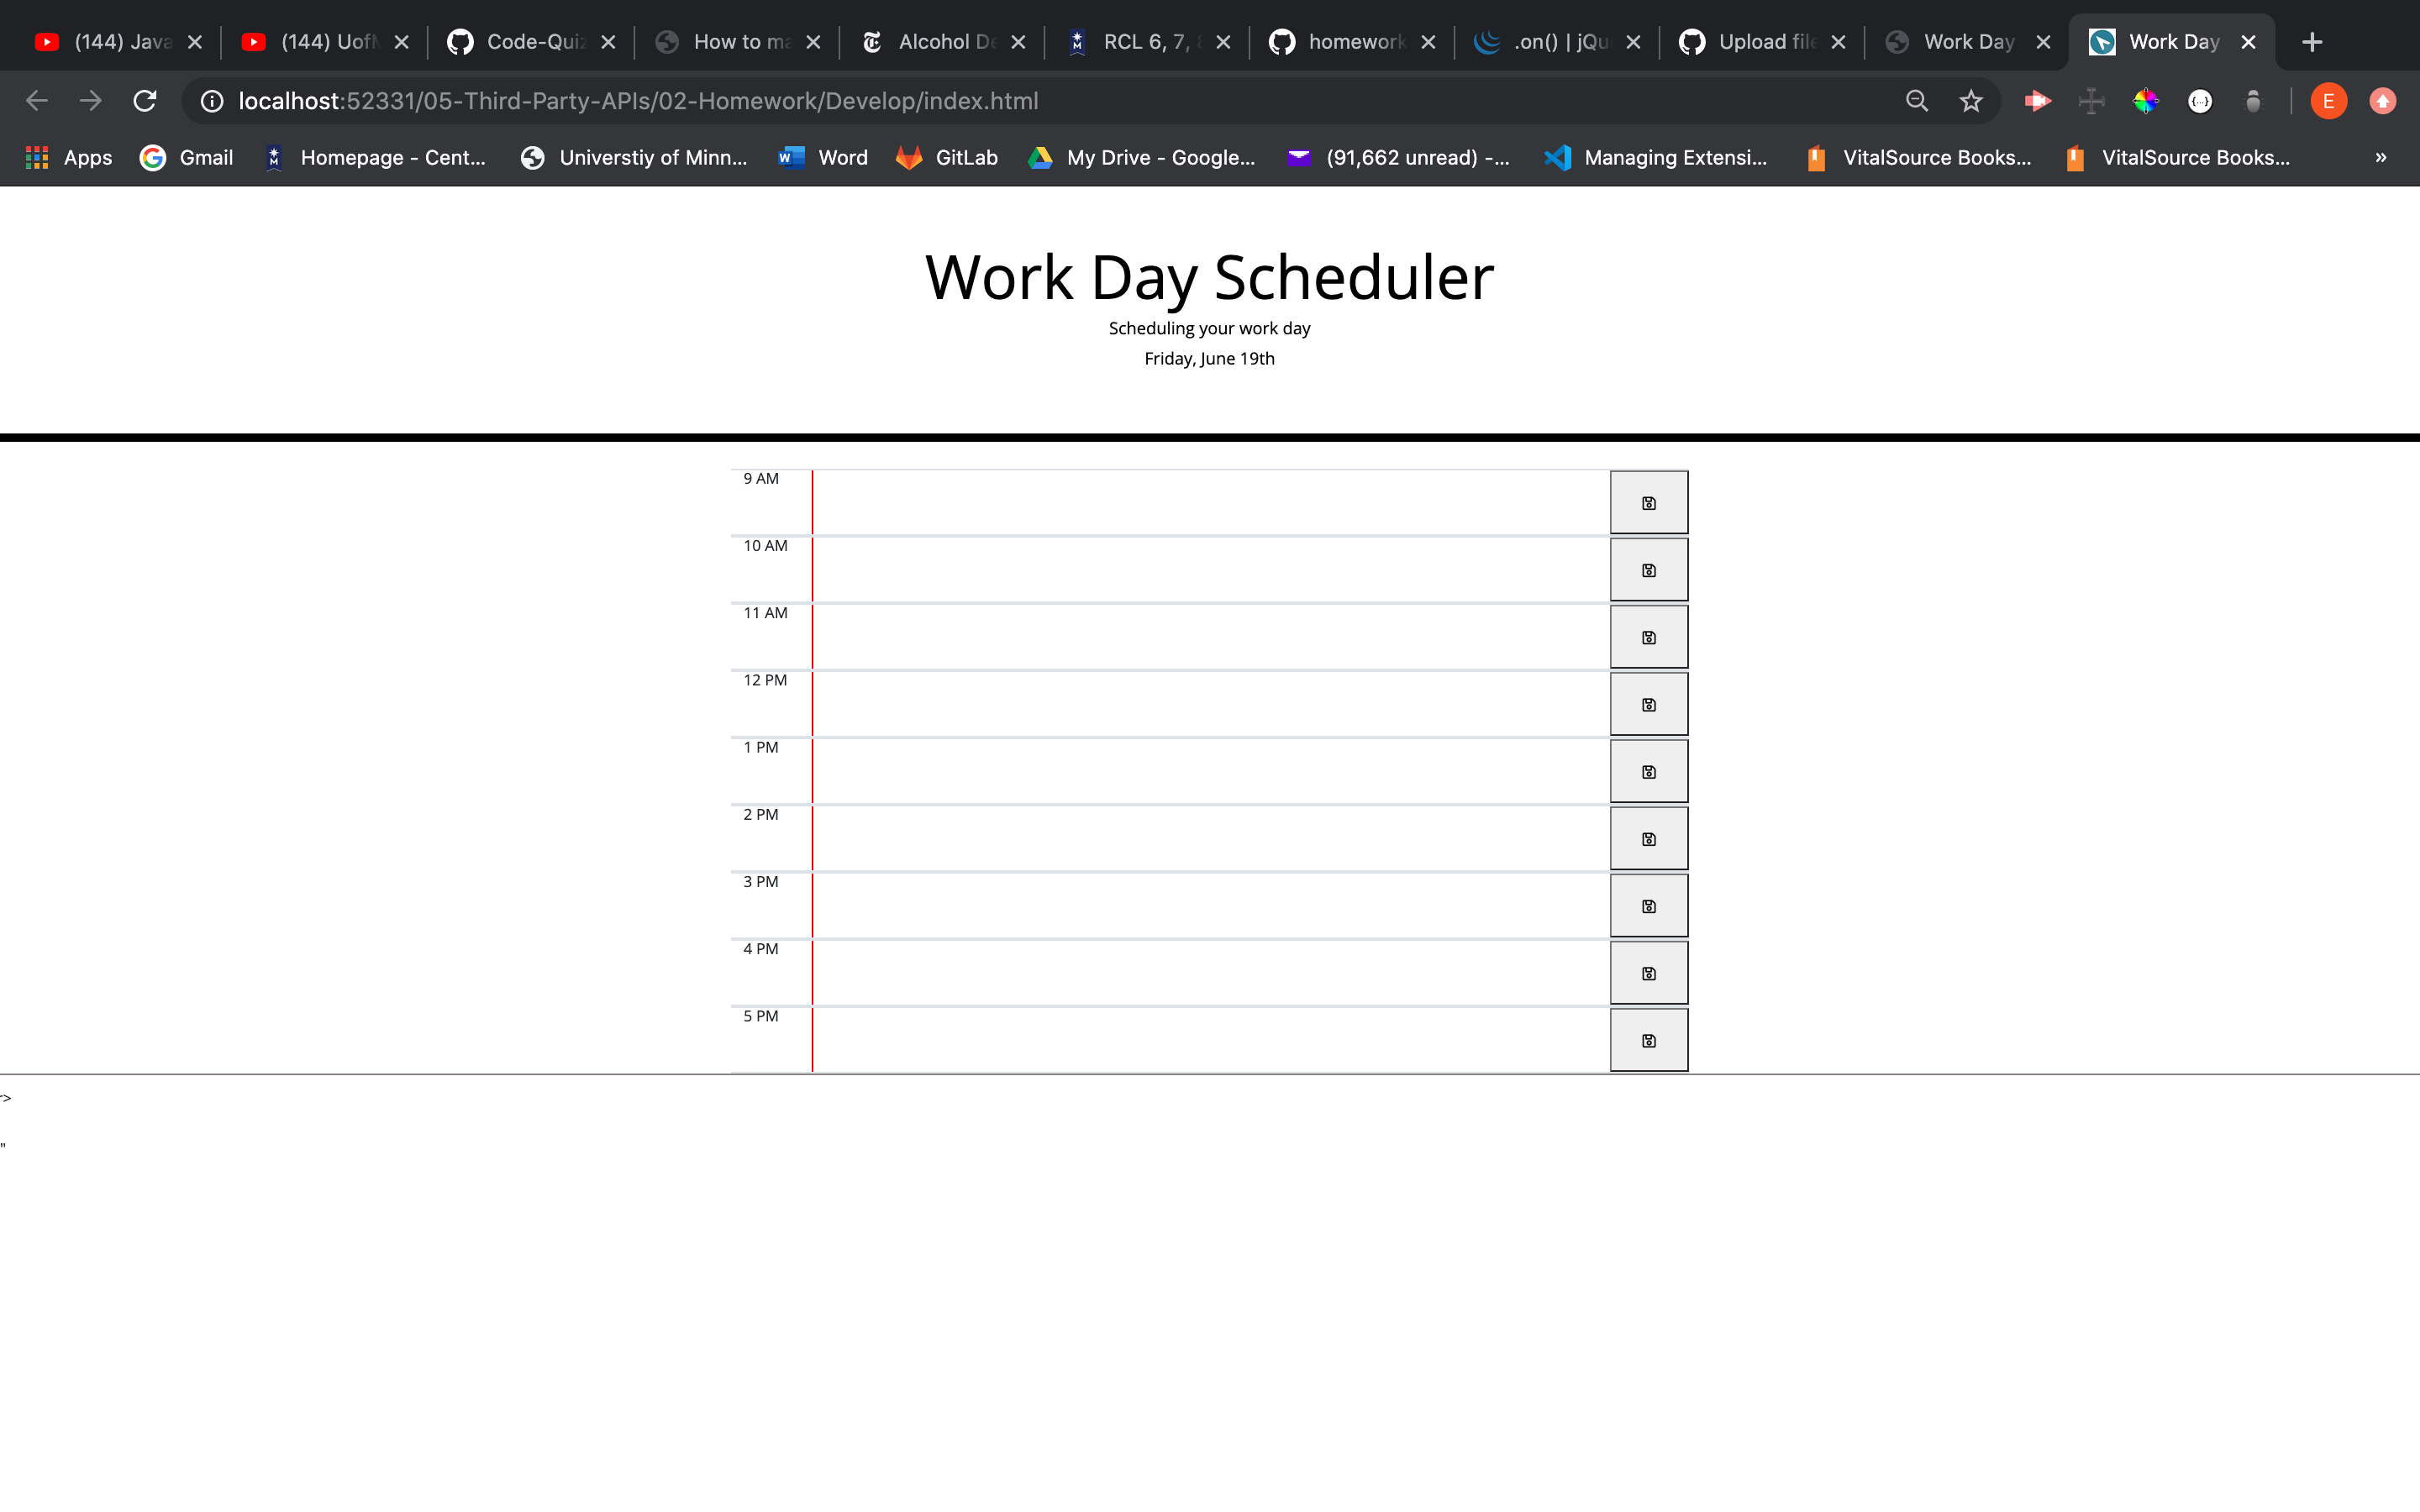 (144) Java
(144) Uof
Code-Quiz
How to ma
Alcohol De
RCL 6, 7,
homework
.on() | jQu
Upload file
Work Day
Work Day
localhost:52331/05-Third-Party-APIs/02-Homework/Develop/index.html
E
Apps
Gmail
Homepage - Cent...
Universtiy of Minn...
Word
GitLab
My Drive - Google...
(91,662 unread) -...
Managing Extensi...
VitalSource Books...
VitalSource Books...
»
Work Day Scheduler
Scheduling your work day
Friday, June 19th
9 AM
10 AM
11 AM
12 PM
1 PM
2 PM
3 PM
4 PM
5 PM
r>
"